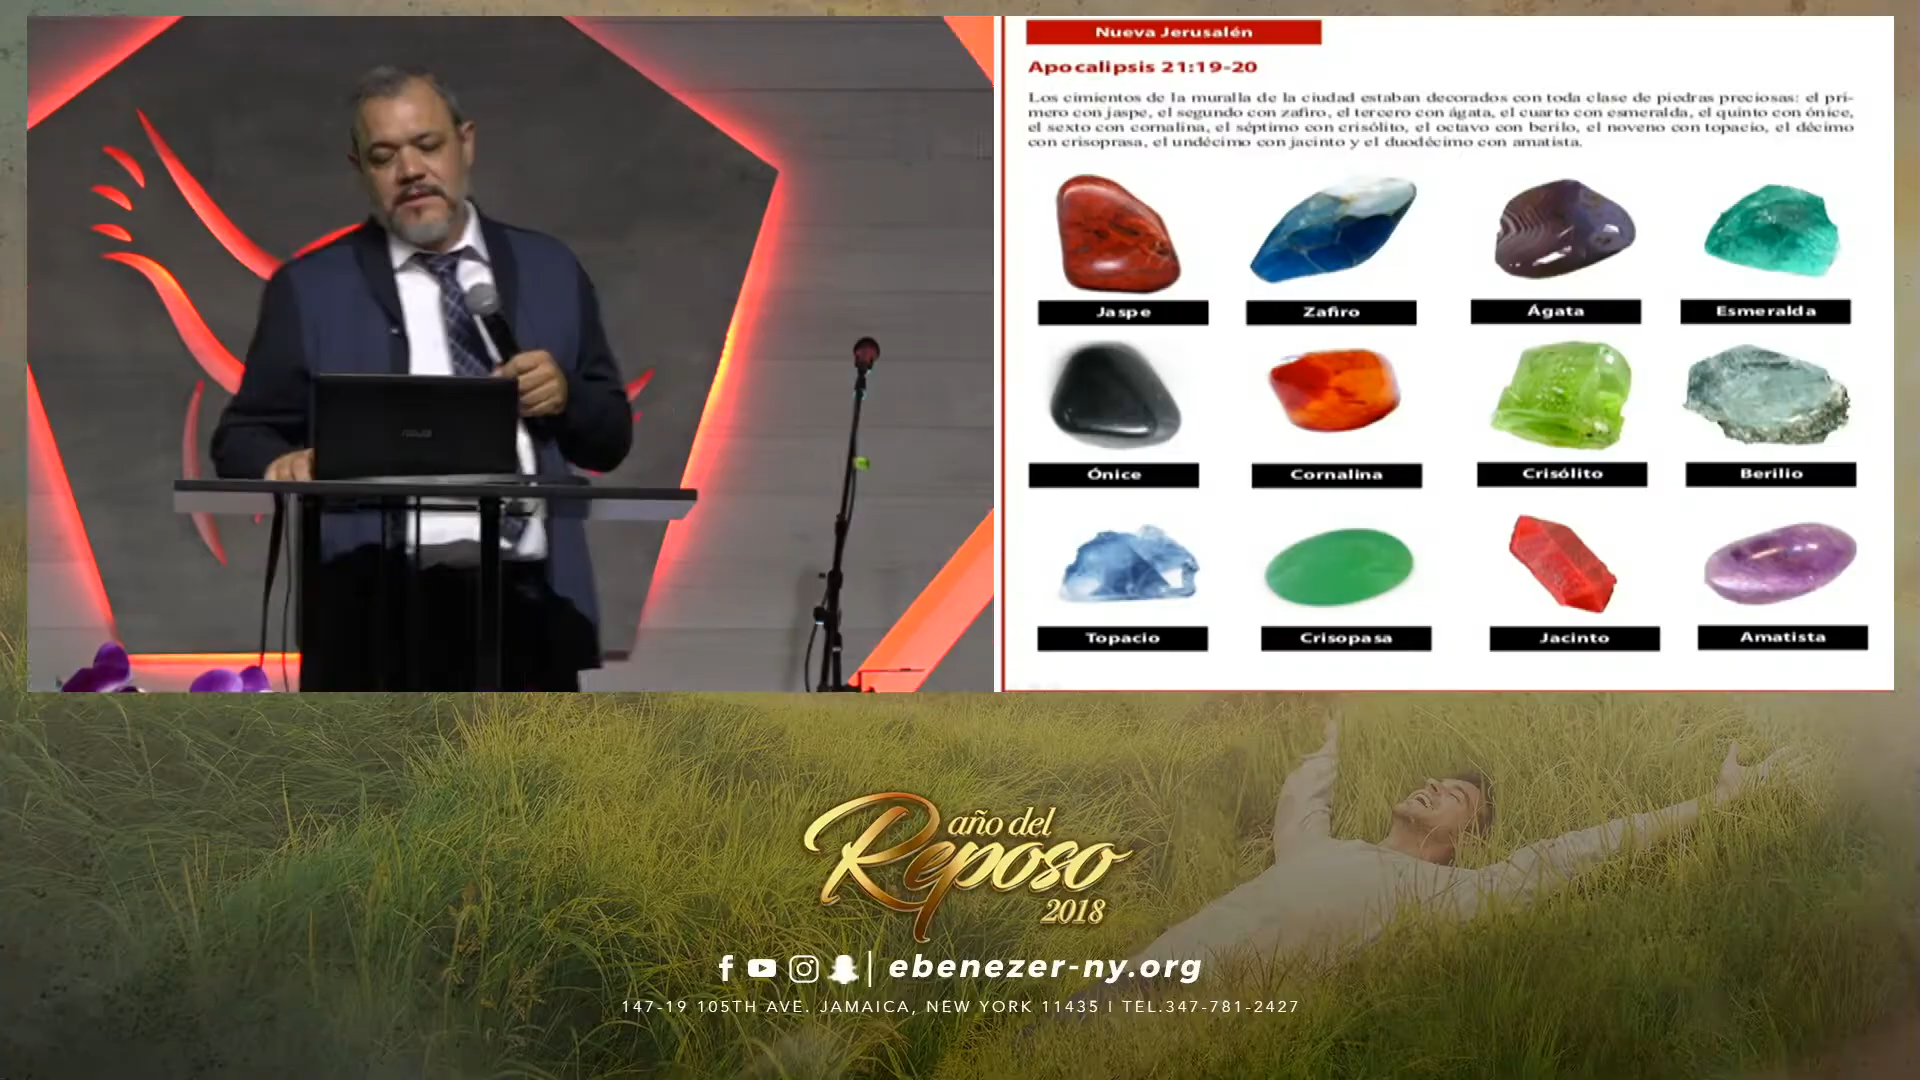 Nueva Jerusalén
Apocalipsis 21:19-20
Los cimientos de la muralla de la ciudad estaban decorados con toda clase de piedras preciosas: el pri-
mero con jaspe, el segundo con zafiro, el tercero con ágata, el cuarto con esmeralda, el quinto con ónice,
el sexto con cornalina, el séptimo con crisólito, el octavo con berilo, el noveno con topacio, el décimo
con crisoprasa, el undécimo con jacinto y el duodécimo con amatista.
Jaspe
Zafiro
Ágata
Esmeralda
Ónice
Cornalina
Crisólito
Berilio
Topacio
Crisopasa
Jacinto
Amatista
ASUS
año del
Reposo
2018
ebenezer-ny.org
147-19 105TH AVE. JAMAICA, NEW YORK 11435 | TEL.347-781-2427